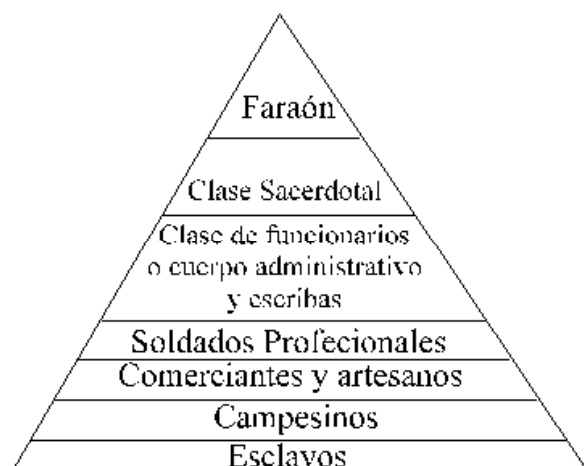 Faraón
Clase Sacerdotal
Clase de funcionarios
o cuerpo administrativo
y escribas
Soldados Profecionales
Comerciantes y artesanos
Campesinos
Esclavos